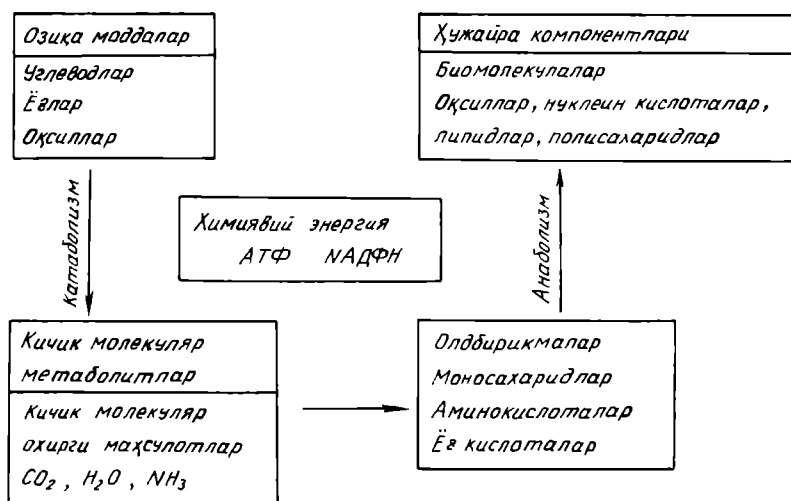 Озиқа моддалар
Углеводлар
Ёғлар
Оқсиллар
Ҳужайра компонентлари
Биомолекулалар
Оқсиллар, нуклеин кислоталар,
липидлар, полисахаридлар
Катаболизм
Химиявий энергия
АТФ NАДФН
Анаболизм
Кичик молекуляр
метаболитлар
Кичик молекуляр
охирги маҳсулотлар
CO₂, H₂O, NH₃
Олдбирикмалар
Моносахаридлар
Аминокислоталар
Ёғ кислоталар